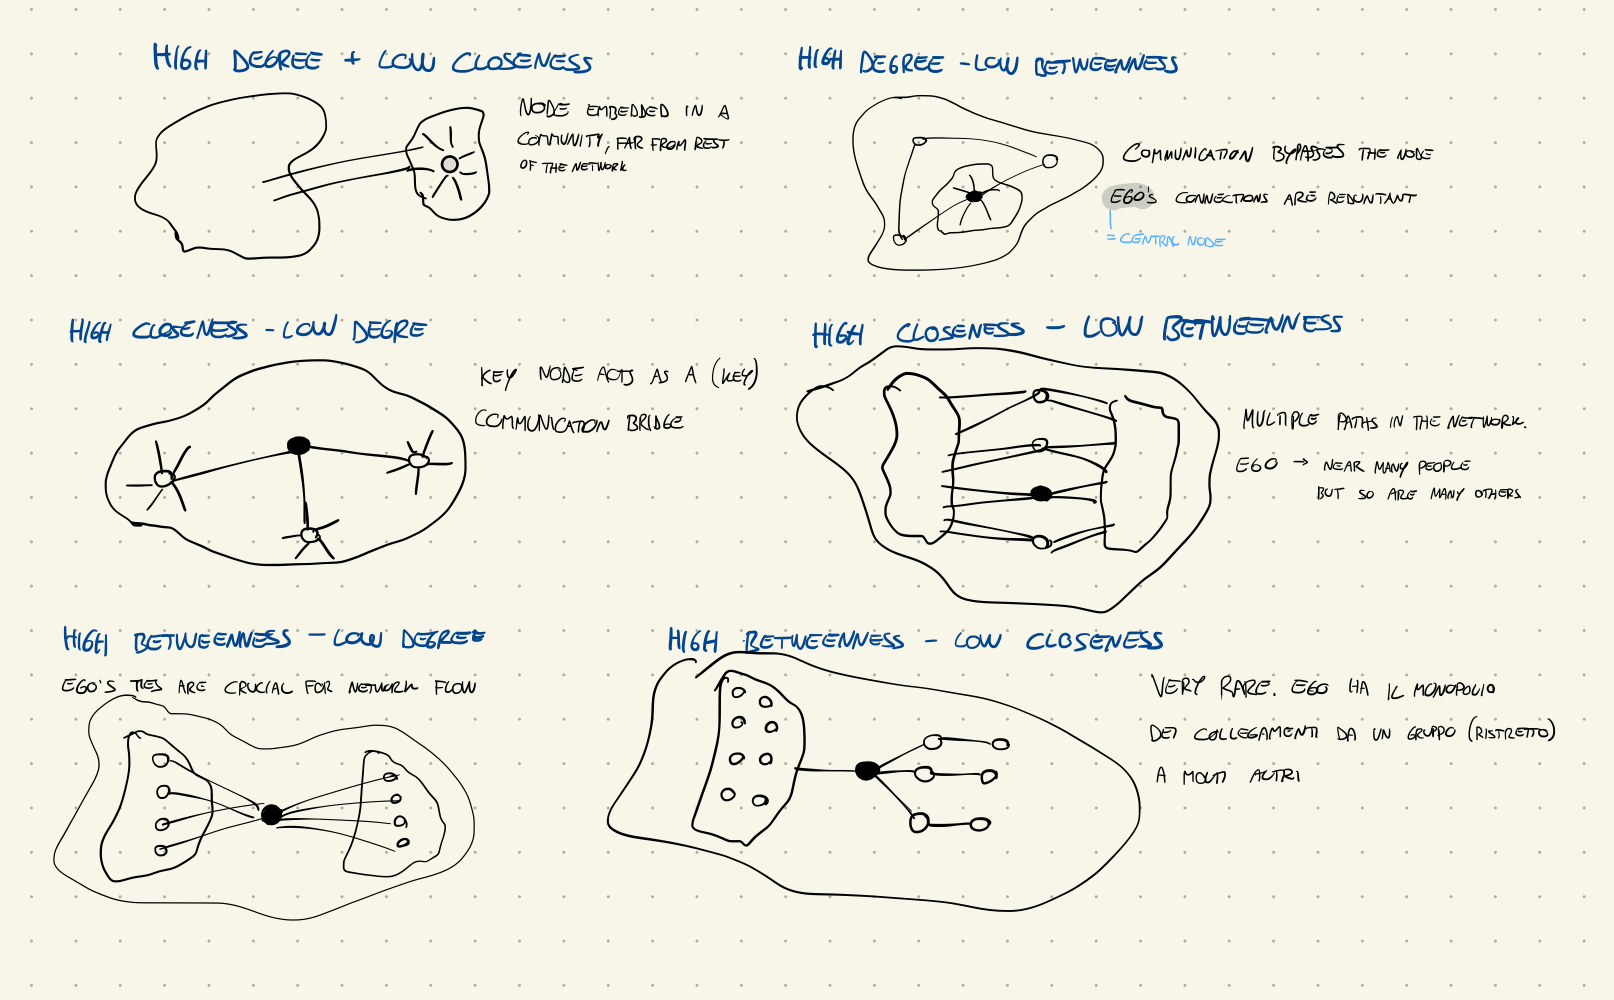 HIGH DEGREE + LOW CLOSENESS
NODE EMBEDDED IN A
COMMUNITY, FAR FROM REST
OF THE NETWORK
HIGH DEGREE - LOW BETWEENNESS
COMMUNICATION BYPASSES THE NODE
EGO'S CONNECTIONS ARE REDUNTANT
= CENTRAL NODE
HIGH CLOSENESS - LOW DEGRE
KEY NODE ACTS AS A (KEY)
COMMUNICATION BRIDGE
HIGH CLOSENESS - LOW BETWEENNESS
MULTIPLE PATHS IN THE NETWORK.
EGO → NEAR MANY PEOPLE
BUT SO ARE MANY OTHERS
HIGH BETWEENNESS - LOW DEGREE
EGO'S TIES ARE CRUCIAL FOR NETWORK FLOW
HIGH BETWEENNESS - LOW CLOSENESS
VERY RARE. EGO HA IL MONOPOLIO
DEI COLLEGAMENTI DA UN GRUPPO (RISTRETTO)
A MOLTI ALTRI